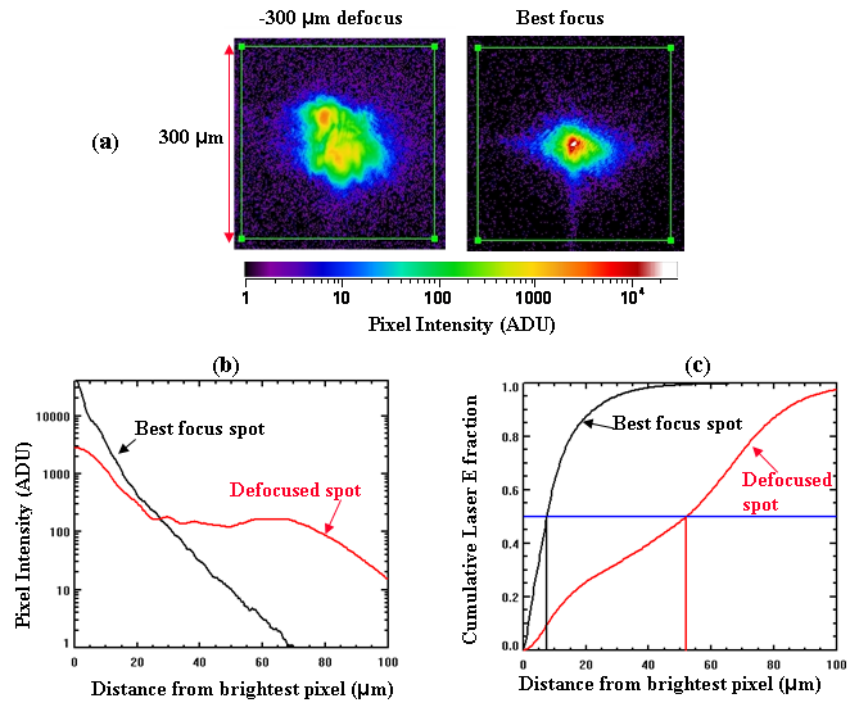 -300 μm defocus
Best focus
(a)
300 μm
1 10 100 1000 10⁴
Pixel Intensity (ADU)
(b)
10000
1000
100
10
1
Best focus spot
Defocused spot
0 20 40 60 80 100
Pixel Intensity (ADU)
Distance from brightest pixel (μm)
(c)
1.0
0.8
0.6
0.4
0.2
0.0
Best focus spot
Defocused
spot
0 20 40 60 80 100
Cumulative Laser E fraction
Distance from brightest pixel (μm)